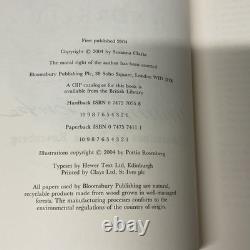 First published 2004
Copyright © 2004 by Susanna Clarke
The moral right of the author has been asserted
Bloomsbury Publishing Plc, 38 Soho Square, London W1D
A CIP catalogue for this book is
available from the British Library
Hardback ISBN 0 7475 7055 8
10 9 8 7 6 5 4 3 2 1
Paperback ISBN 0 7475 7411 1
10 9 8 7 6 5 4 3 2 1
Illustrations copyright © 2004 by Portia Rosenberg
Typeset by Hewer Text Ltd, Edinburgh
Printed by Clays Ltd, St Ives plc
All papers used by Bloomsbury Publishing are natural,
recyclable products made from wood grown in well-managed
forests. The manufacturing processes conform to the
environmental regulations of the country of origin.